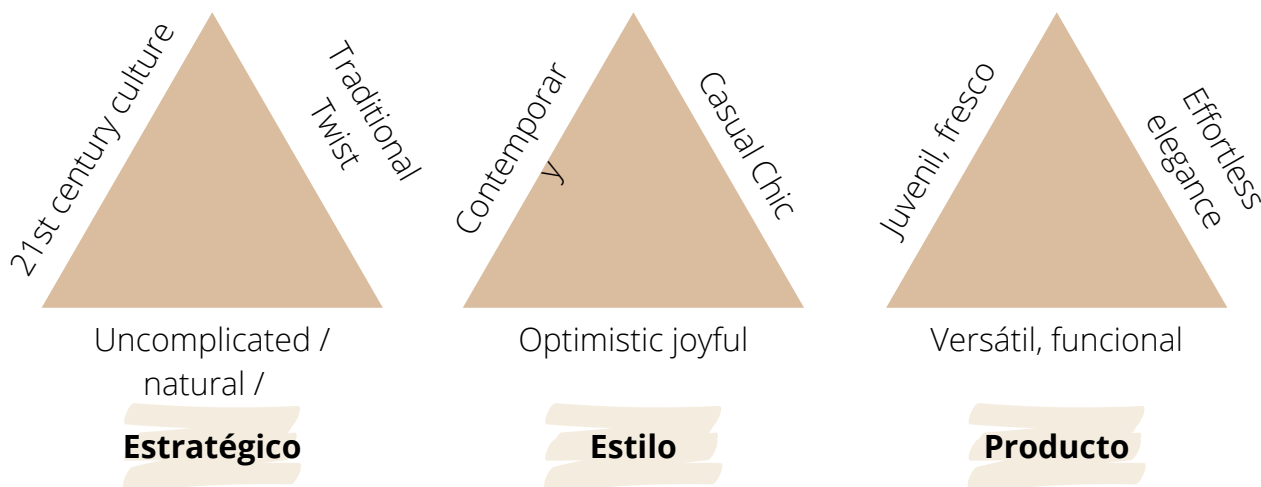 21st century culture
Traditional
Twist
Uncomplicated /
natural /
Estratégico
Contemporar
y
Casual Chic
Optimistic joyful
Estilo
Juvenil, fresco
Effortless
elegance
Versátil, funcional
Producto